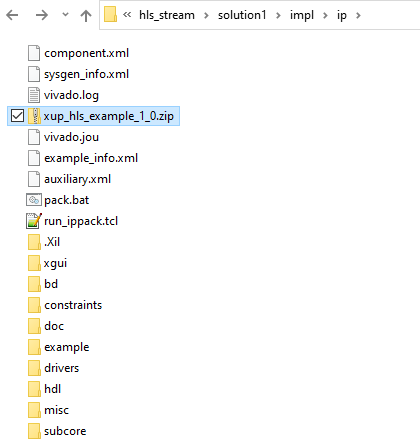 « hls_stream > solution1 > impl > ip >
component.xml
sysgen_info.xml
vivado.log
xup_hls_example_1_0.zip
vivado.jou
example_info.xml
auxiliary.xml
pack.bat
run_ippack.tcl
.Xil
xgui
bd
constraints
doc
example
drivers
hdl
misc
subcore